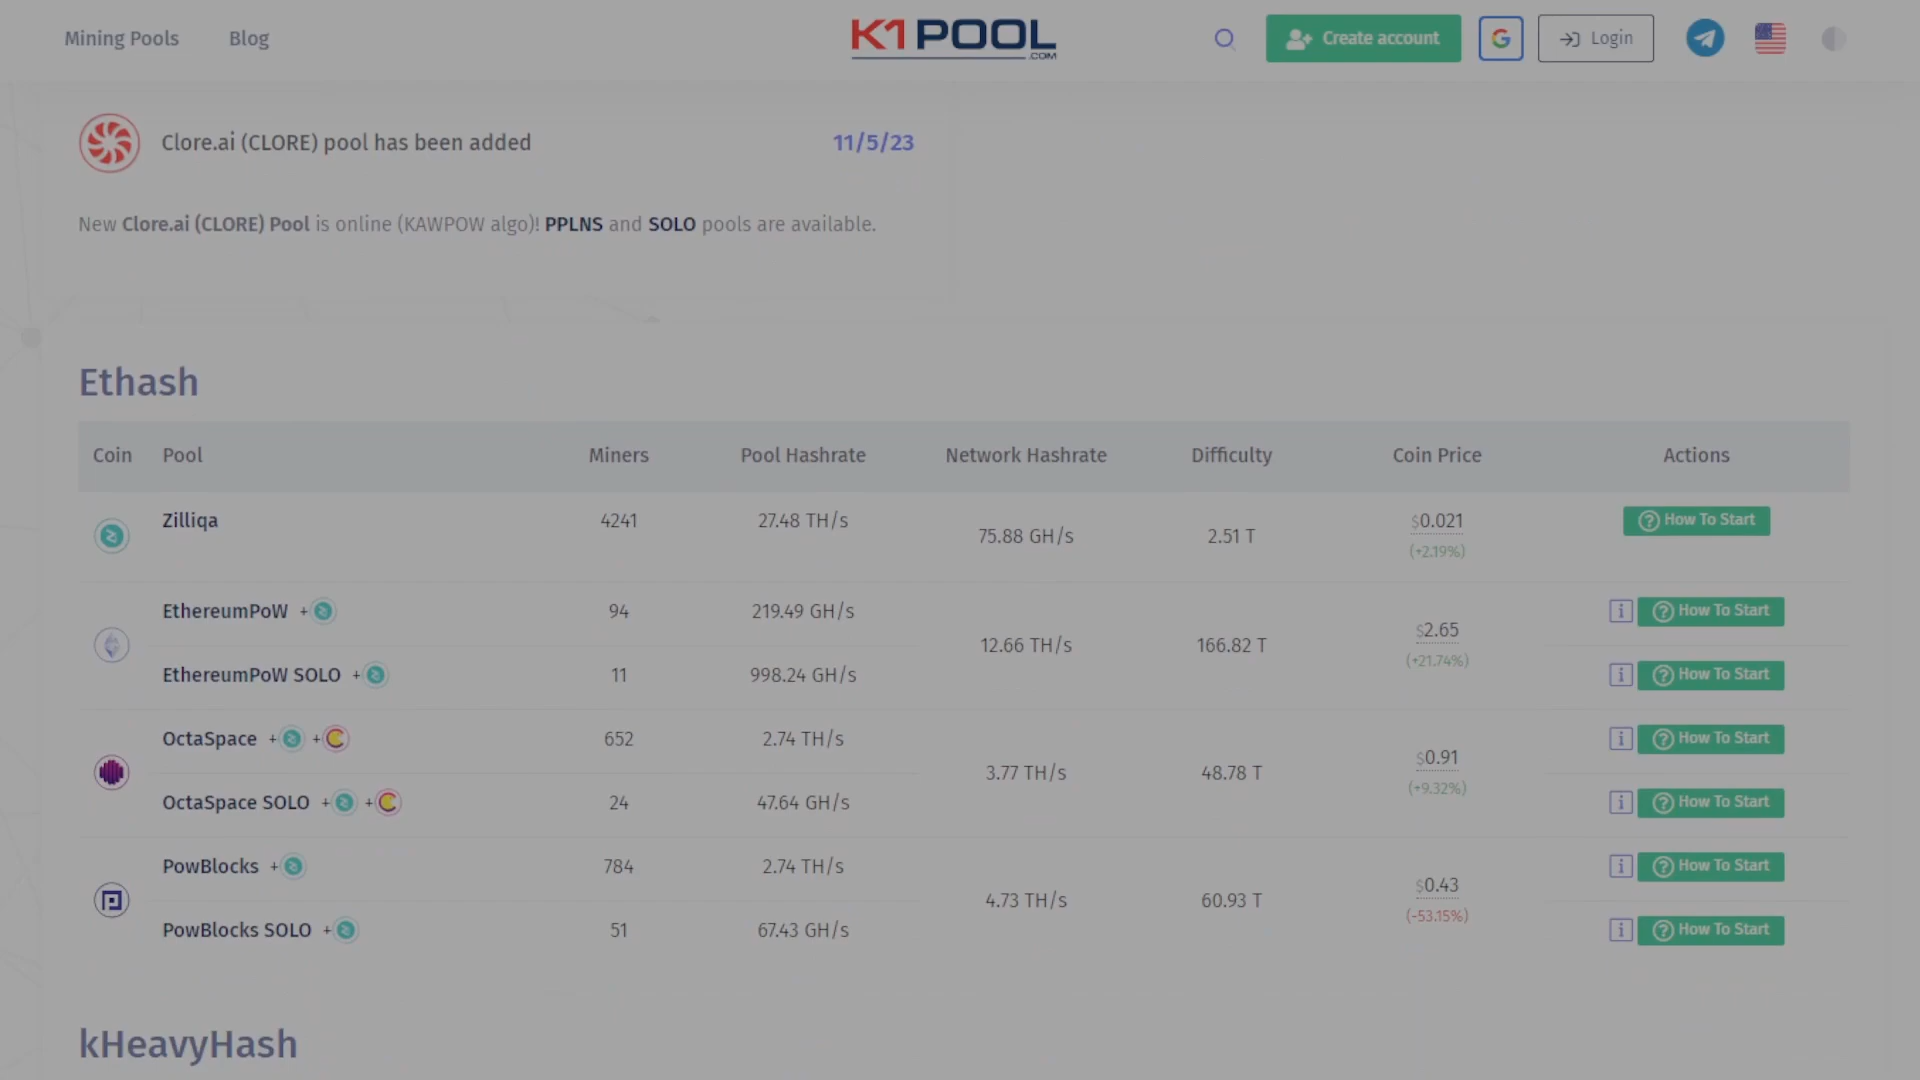 Mining Pools
Blog
K1 POOL
.COM
Create account
G
Login
Clore.ai (CLORE) pool has been added
11/5/23
New Clore.ai (CLORE) Pool is online (KAWPOW algo)! PPLNS and SOLO pools are available.
Ethash
Coin Pool Miners Pool Hashrate Network Hashrate Difficulty Coin Price Actions
Zilliqa 4241 27.48 TH/s 75.88 GH/s 2.51 T $0.021 How To Start
(+2.19%)
EthereumPoW + 94 219.49 GH/s i How To Start
12.66 TH/s 166.82 T $2.65
(+21.74%)
EthereumPoW SOLO + 11 998.24 GH/s i How To Start
OctaSpace + + 652 2.74 TH/s i How To Start
3.77 TH/s 48.78 T $0.91
(+9.32%)
OctaSpace SOLO + + 24 47.64 GH/s i How To Start
PowBlocks + 784 2.74 TH/s i How To Start
4.73 TH/s 60.93 T $0.43
(-53.15%)
PowBlocks SOLO + 51 67.43 GH/s i How To Start
kHeavyHash